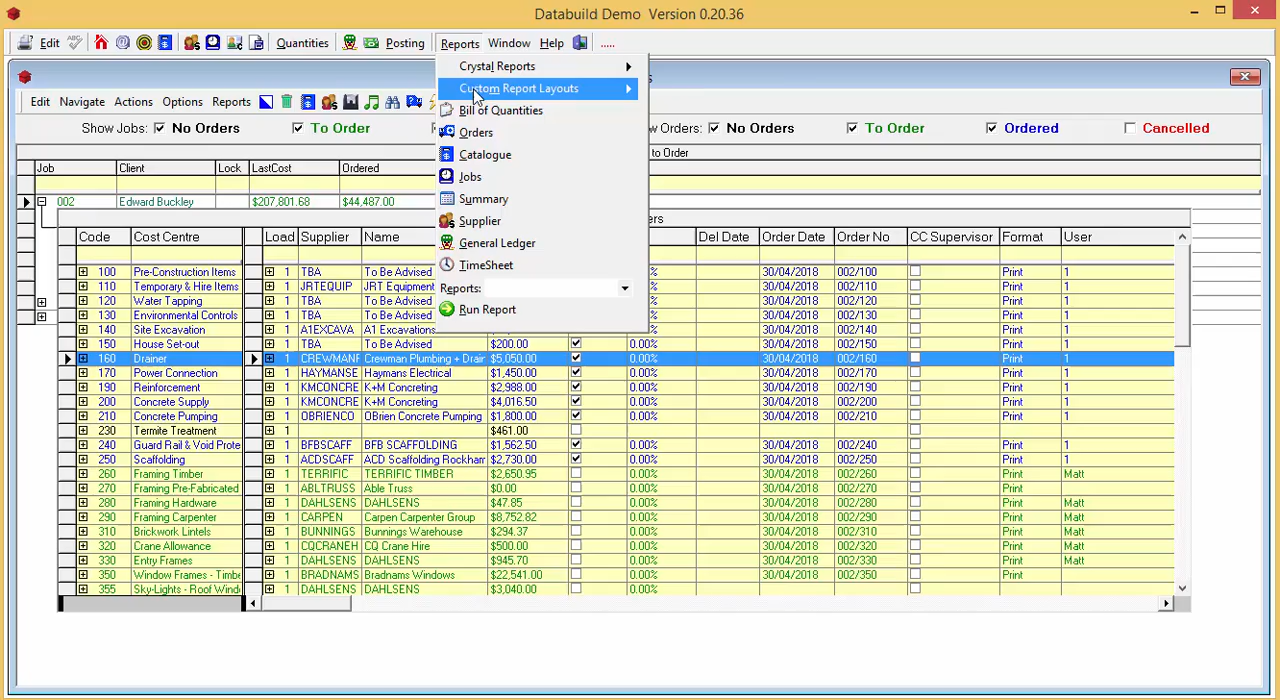 Databuild Demo Version 0.20.36
Edit Quantities Posting Reports Window Help .....
Crystal Reports
Custom Report Layouts
Bill of Quantities
Orders
Catalogue
Jobs
Summary
Supplier
General Ledger
TimeSheet
Reports:
Run Report
Edit Navigate Actions Options Reports
Show Jobs: No Orders To Order No Orders To Order Ordered Cancelled
to Order
Job Client Lock LastCost Ordered
002 Edward Buckley $207,801.68 $44,487.00
Code Cost Centre Load Supplier Name Del Date Order Date Order No CC Supervisor Format User
100 Pre-Construction Items 1 TBA To Be Advised 30/04/2018 002/100 Print 1
110 Temporary & Hire Items 1 JRTEQUIP JRT Equipment 30/04/2018 002/110 Print 1
120 Water Tapping 1 TBA To Be Advised 30/04/2018 002/120 Print 1
130 Environmental Controls 1 TBA To Be Advised 30/04/2018 002/130 Print 1
140 Site Excavation 1 A1EXCAVA A1 Excavations 30/04/2018 002/140 Print 1
150 House Set-out 1 TBA To Be Advised $200.00 0.00% 30/04/2018 002/150 Print 1
160 Drainer 1 CREWMAN Crewman Plumbing + Drain $5,050.00 0.00% 30/04/2018 002/160 Print 1
170 Power Connection 1 HAYMANSE Haymans Electrical $1,450.00 0.00% 30/04/2018 002/170 Print 1
190 Reinforcement 1 KMCONCRE K+M Concreting $2,988.00 0.00% 30/04/2018 002/190 Print 1
200 Concrete Supply 1 KMCONCRE K+M Concreting $4,016.50 0.00% 30/04/2018 002/200 Print 1
210 Concrete Pumping 1 OBRIENCO OBrien Concrete Pumping $1,800.00 0.00% 30/04/2018 002/210 Print 1
230 Termite Treatment 1 $461.00 0.00%
240 Guard Rail & Void Prote 1 BFBSCAFF BFB SCAFFOLDING $1,562.50 0.00% 30/04/2018 002/240 Print 1
250 Scaffolding 1 ACDSCAFF ACD Scaffolding Rockham $2,730.00 0.00% 30/04/2018 002/250 Print 1
260 Framing Timber 1 TERRIFIC TERRIFIC TIMBER $2,650.95 0.00% 30/04/2018 002/260 Print Matt
270 Framing Pre-Fabricated 1 ABLTRUSS Able Truss $0.00 0.00% 30/04/2018 002/270 Print Matt
280 Framing Hardware 1 DAHLSENS DAHLSENS $47.85 0.00% 30/04/2018 002/280 Print Matt
290 Framing Carpenter 1 CARPEN Carpen Carpenter Group $8,752.82 0.00% 30/04/2018 002/290 Print Matt
310 Brickwork Lintels 1 BUNNINGS Bunnings Warehouse $294.37 0.00% 30/04/2018 002/310 Print Matt
320 Crane Allowance 1 CQCRANEH CQ Crane Hire $500.00 0.00% 30/04/2018 002/320 Print Matt
330 Entry Frames 1 DAHLSENS DAHLSENS $945.70 0.00% 30/04/2018 002/330 Print Matt
350 Window Frames - Timbe 1 BRADNAMS Bradnams Windows $22,541.00 0.00% 30/04/2018 002/350 Print
355 Sky-Lights - Roof Windo 1 DAHLSENS DAHLSENS $3,040.00 0.00%